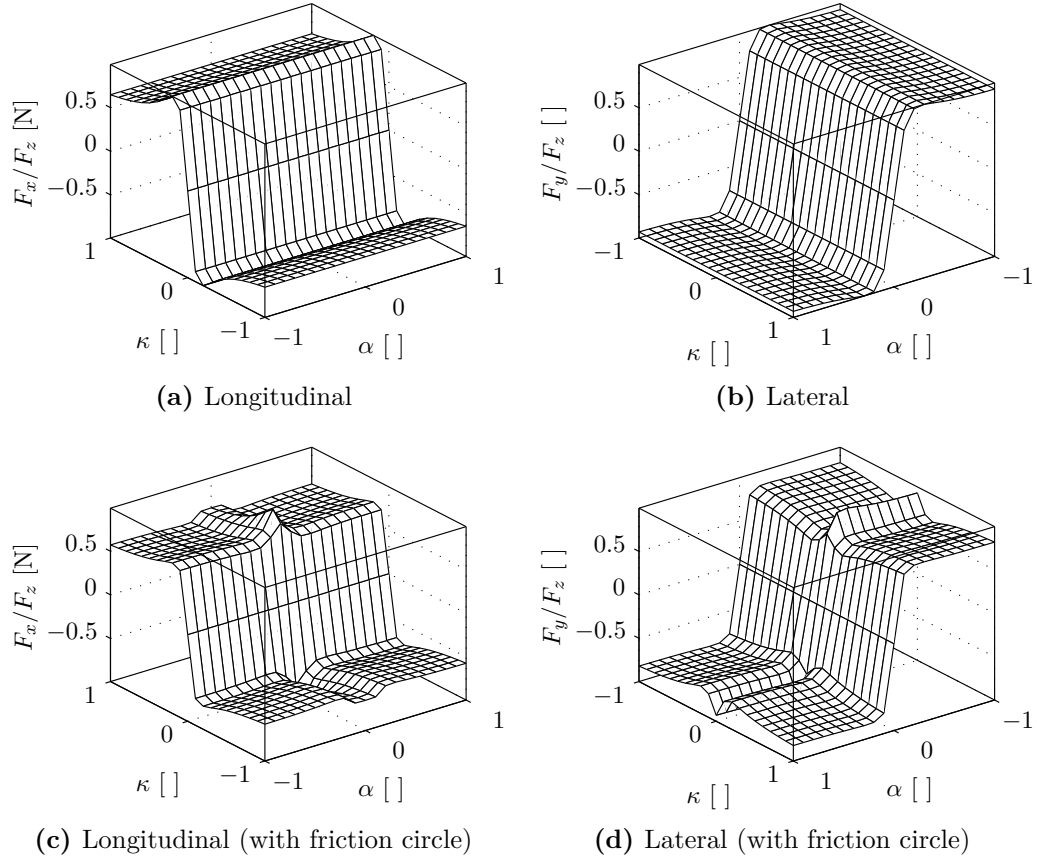 F_x/F_z [N]
0.5
0
−0.5
1
0
−1
κ [ ]
−1
0
1
α [ ]
(a) Longitudinal
F_y/F_z [ ]
0.5
0
−0.5
−1
0
1
κ [ ]
1
0
−1
α [ ]
(b) Lateral
F_x/F_z [N]
0.5
0
−0.5
1
0
−1
κ [ ]
−1
0
1
α [ ]
(c) Longitudinal (with friction circle)
F_y/F_z [ ]
0.5
0
−0.5
−1
0
1
κ [ ]
1
0
−1
α [ ]
(d) Lateral (with friction circle)